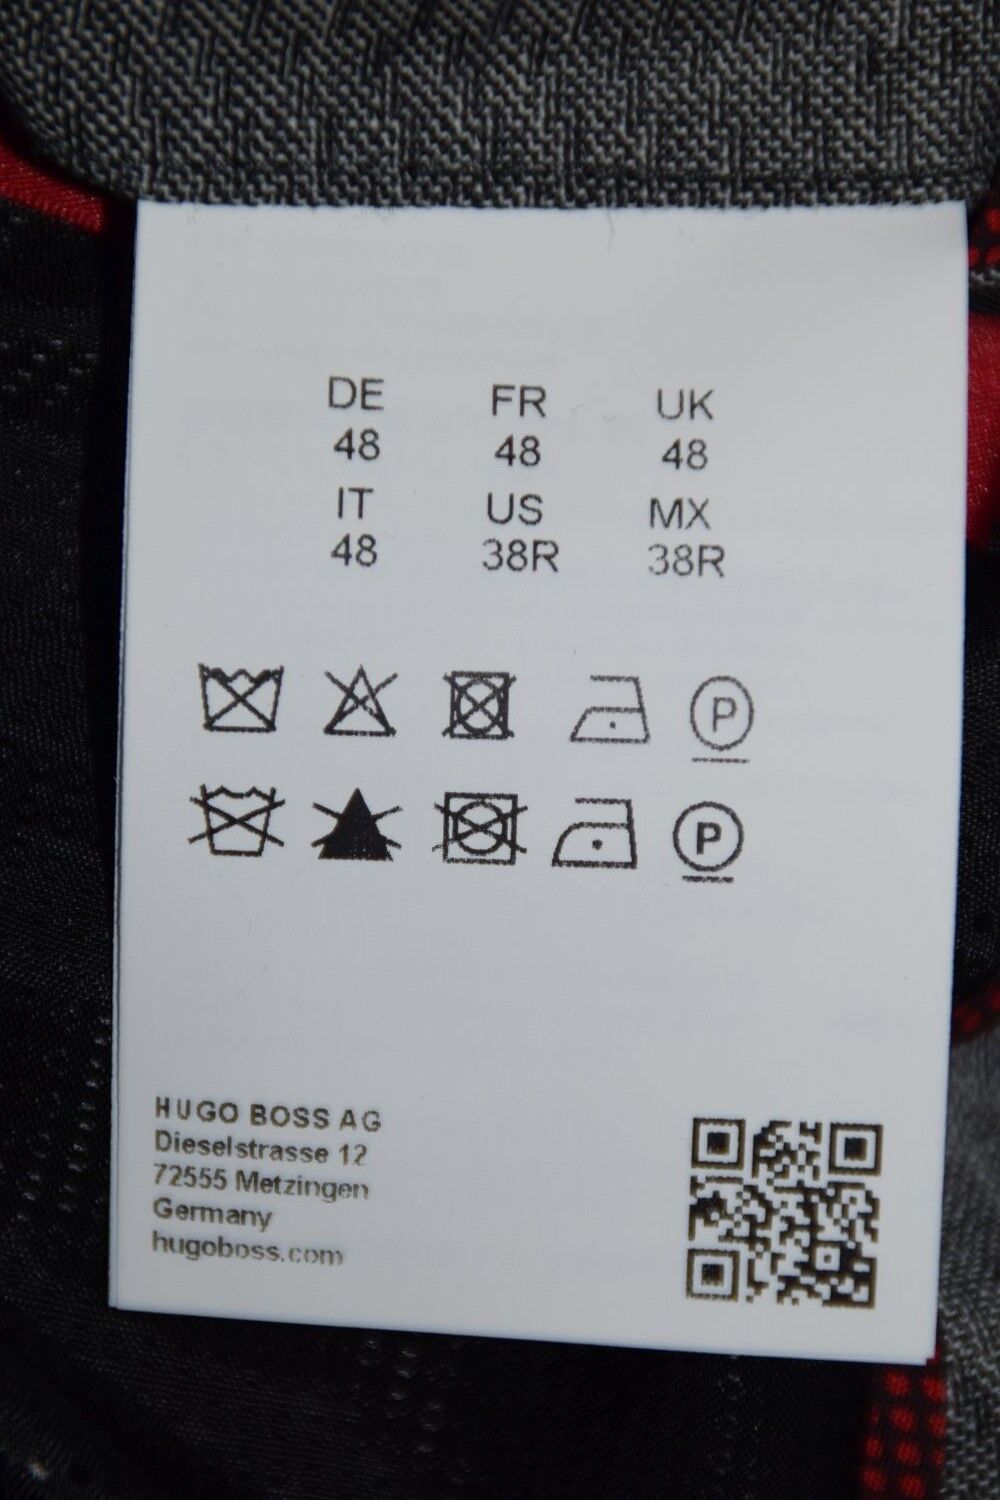 DE FR UK
48 48 48
IT US MX
48 38R 38R
P
P
HUGO BOSS AG
Dieselstrasse 12
72555 Metzingen
Germany
hugoboss.com